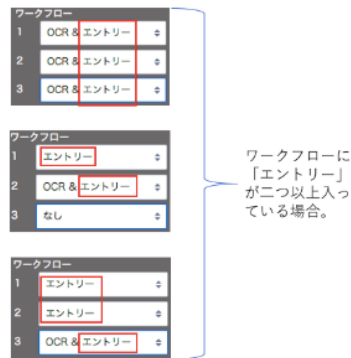 ワークフロー
1 OCR & エントリー
2 OCR & エントリー
3 OCR & エントリー
ワークフロー
1 エントリー
2 OCR & エントリー
3 なし
ワークフロー
1 エントリー
2 エントリー
3 OCR & エントリー
ワークフローに
「エントリー」
が二つ以上入っ
ている場合。